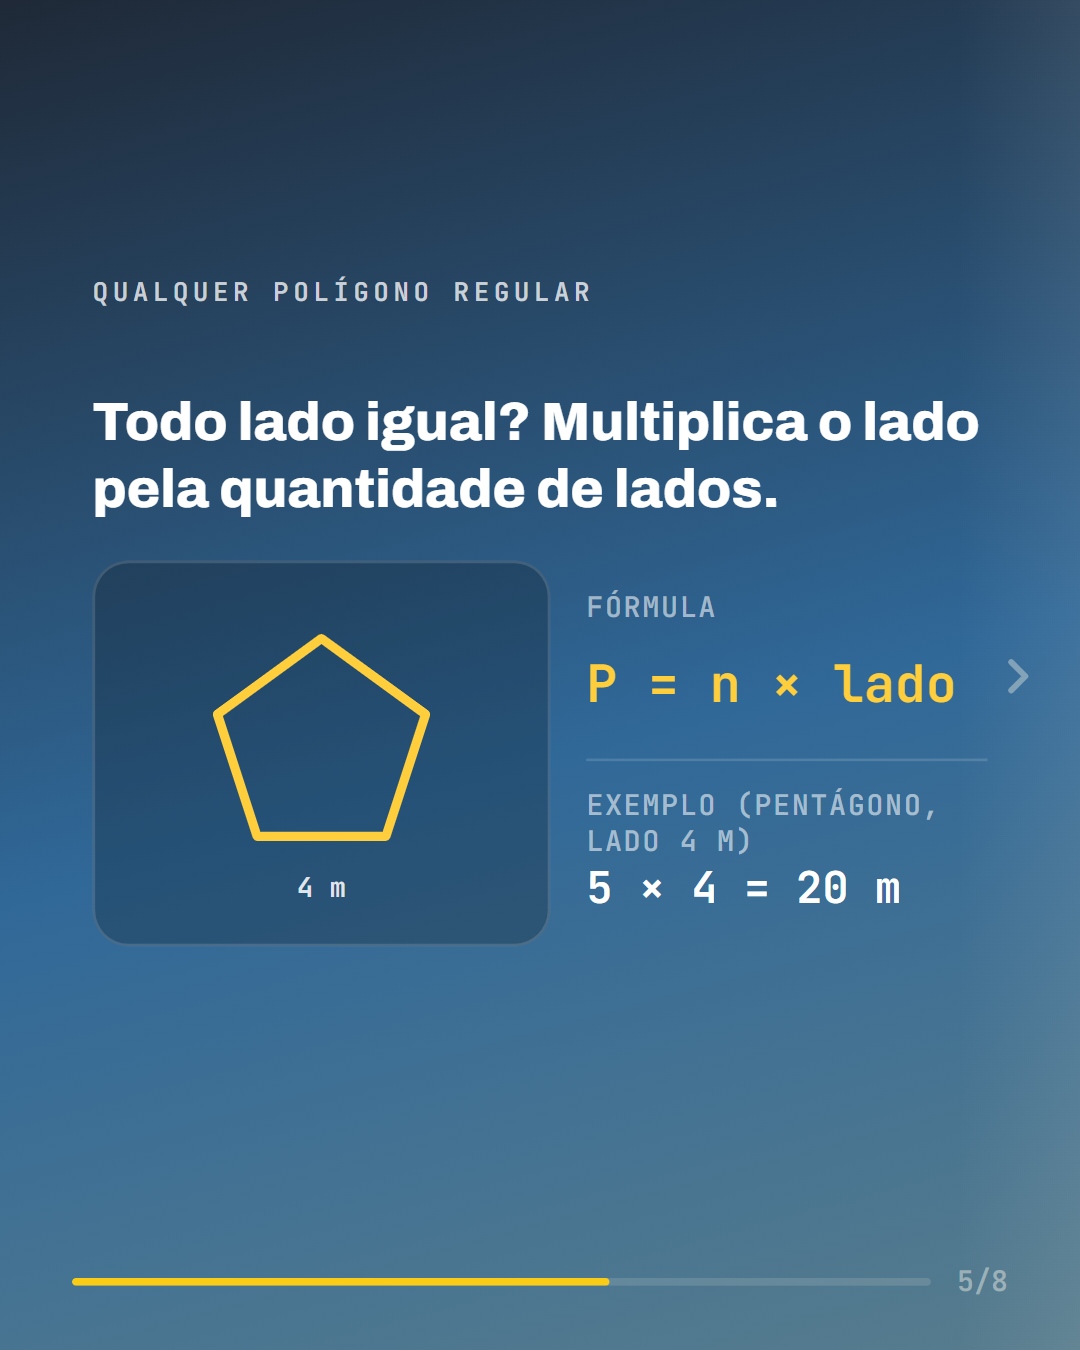 QUALQUER POLÍGONO REGULAR
Todo lado igual? Multiplica o lado
pela quantidade de lados.
4 m
FÓRMULA
P = n × lado
EXEMPLO (PENTÁGONO,
LADO 4 M)
5 × 4 = 20 m
5/8